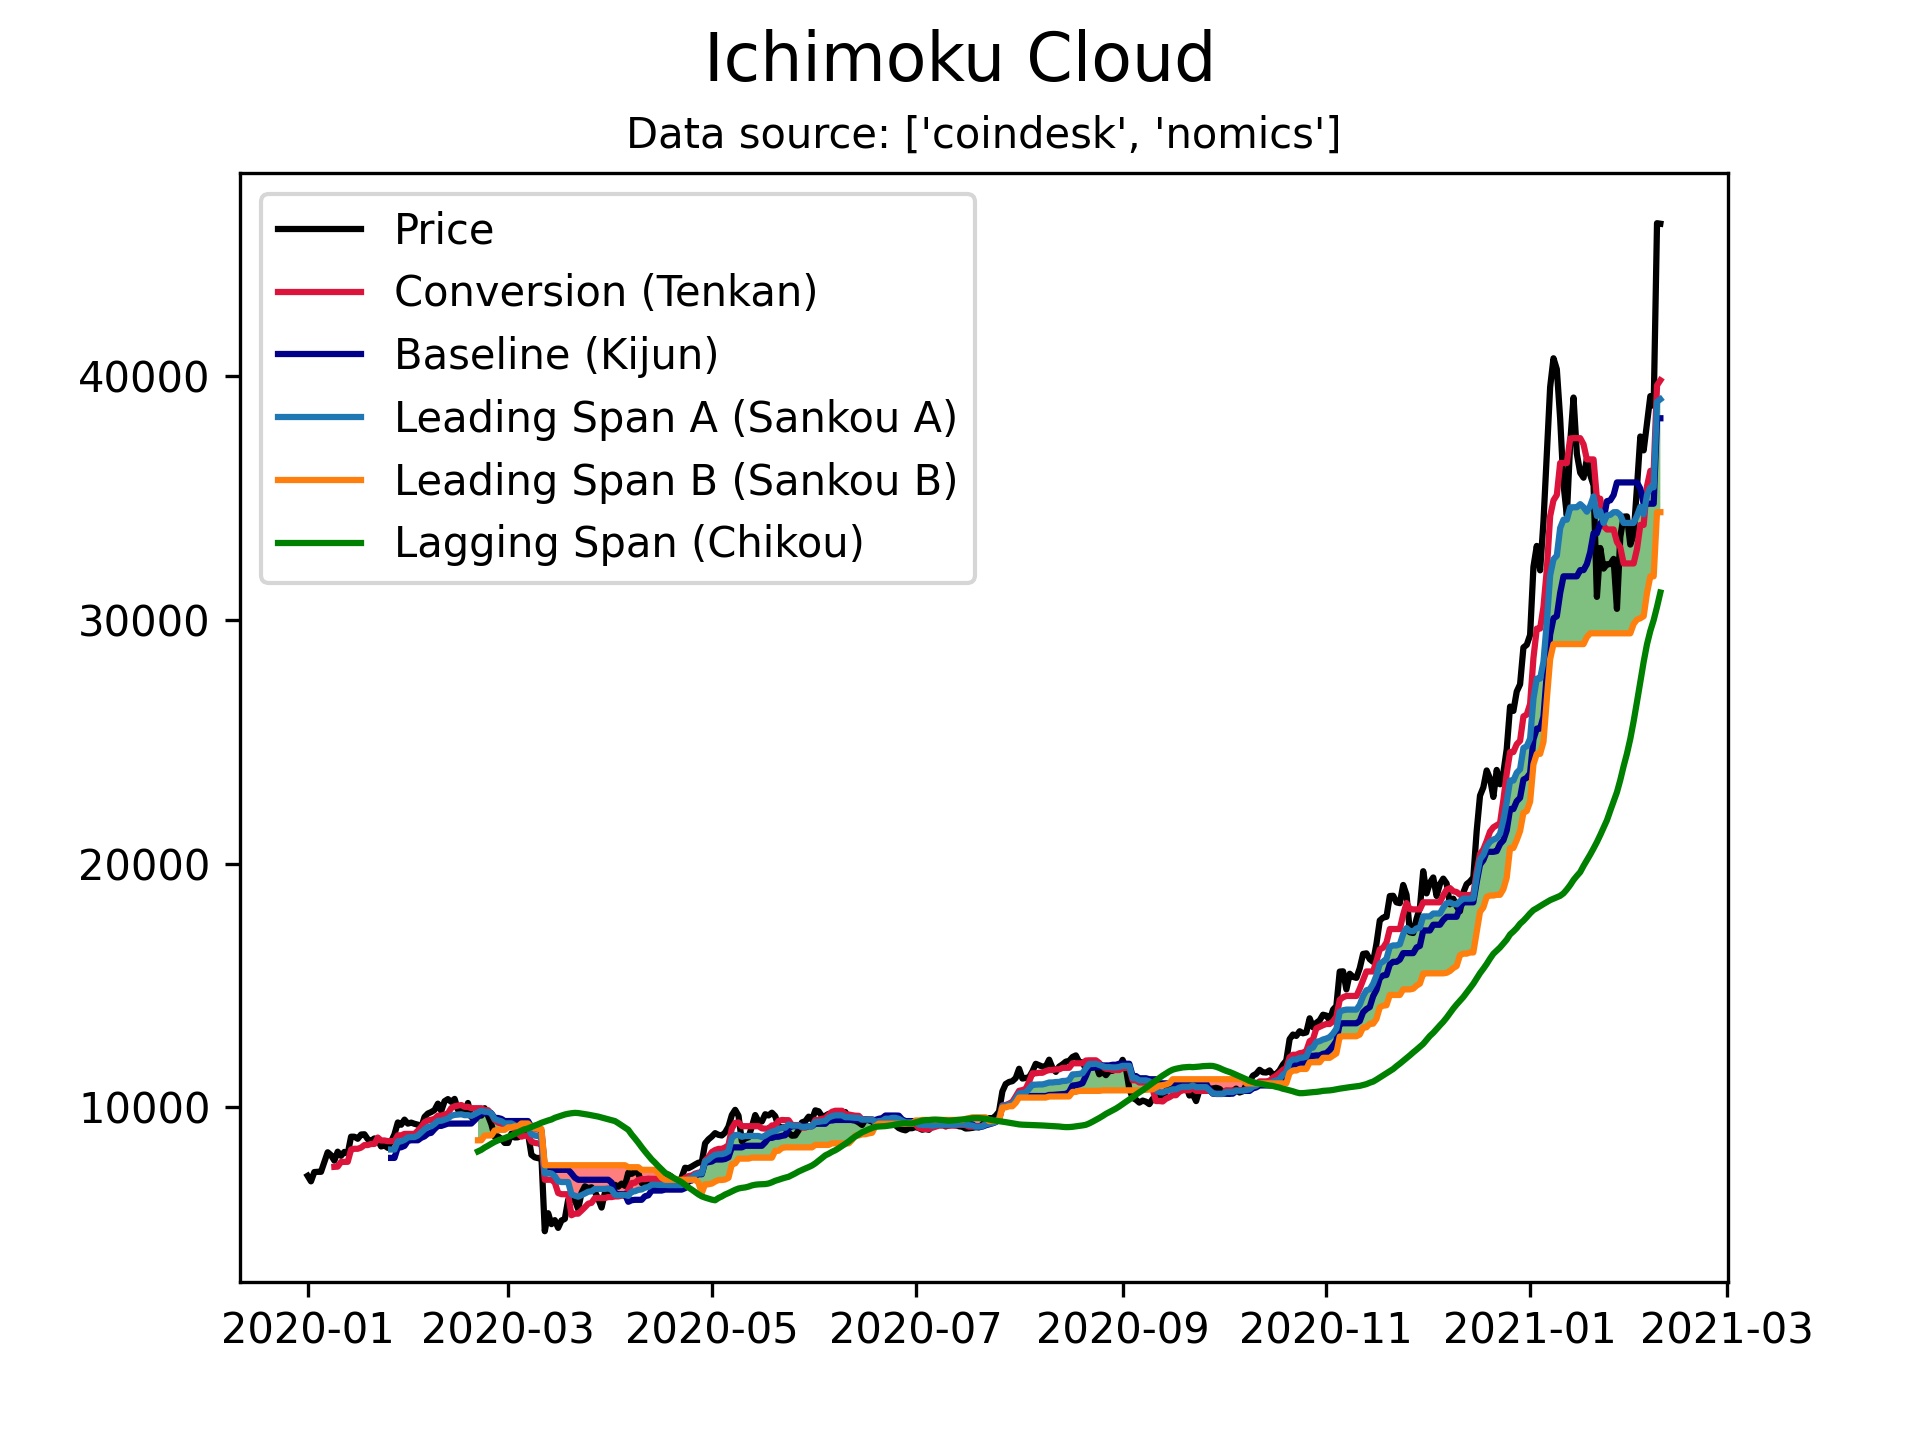 Ichimoku Cloud
Data source: ['coindesk', 'nomics']
Price
Conversion (Tenkan)
Baseline (Kijun)
Leading Span A (Sankou A)
Leading Span B (Sankou B)
Lagging Span (Chikou)
40000
30000
20000
10000
2020-01 2020-03 2020-05 2020-07 2020-09 2020-11 2021-01 2021-03